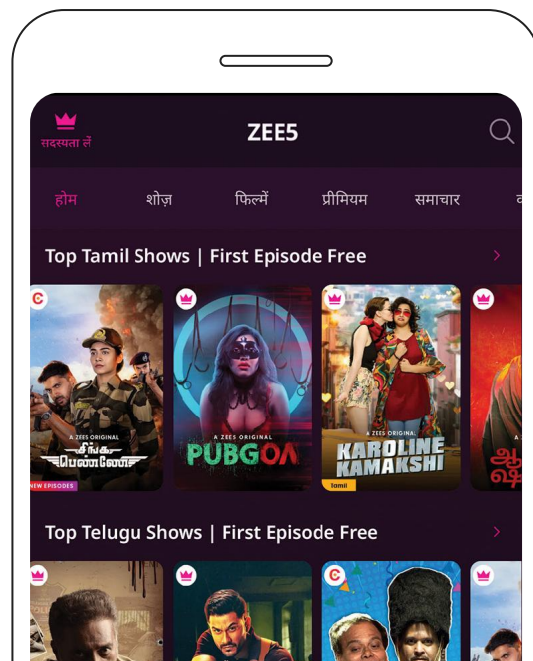 ZEE5
सदस्यता लें
होम शोज़ फिल्में प्रीमियम समाचार
Top Tamil Shows | First Episode Free
A ZEE5 ORIGINAL
சிங்க
பெண்ணே
NEW EPISODES
A ZEE5 ORIGINAL
PUBGOA
A ZEE5 ORIGINAL
KAROLINE
KAMAKSHI
Tamil
Top Telugu Shows | First Episode Free